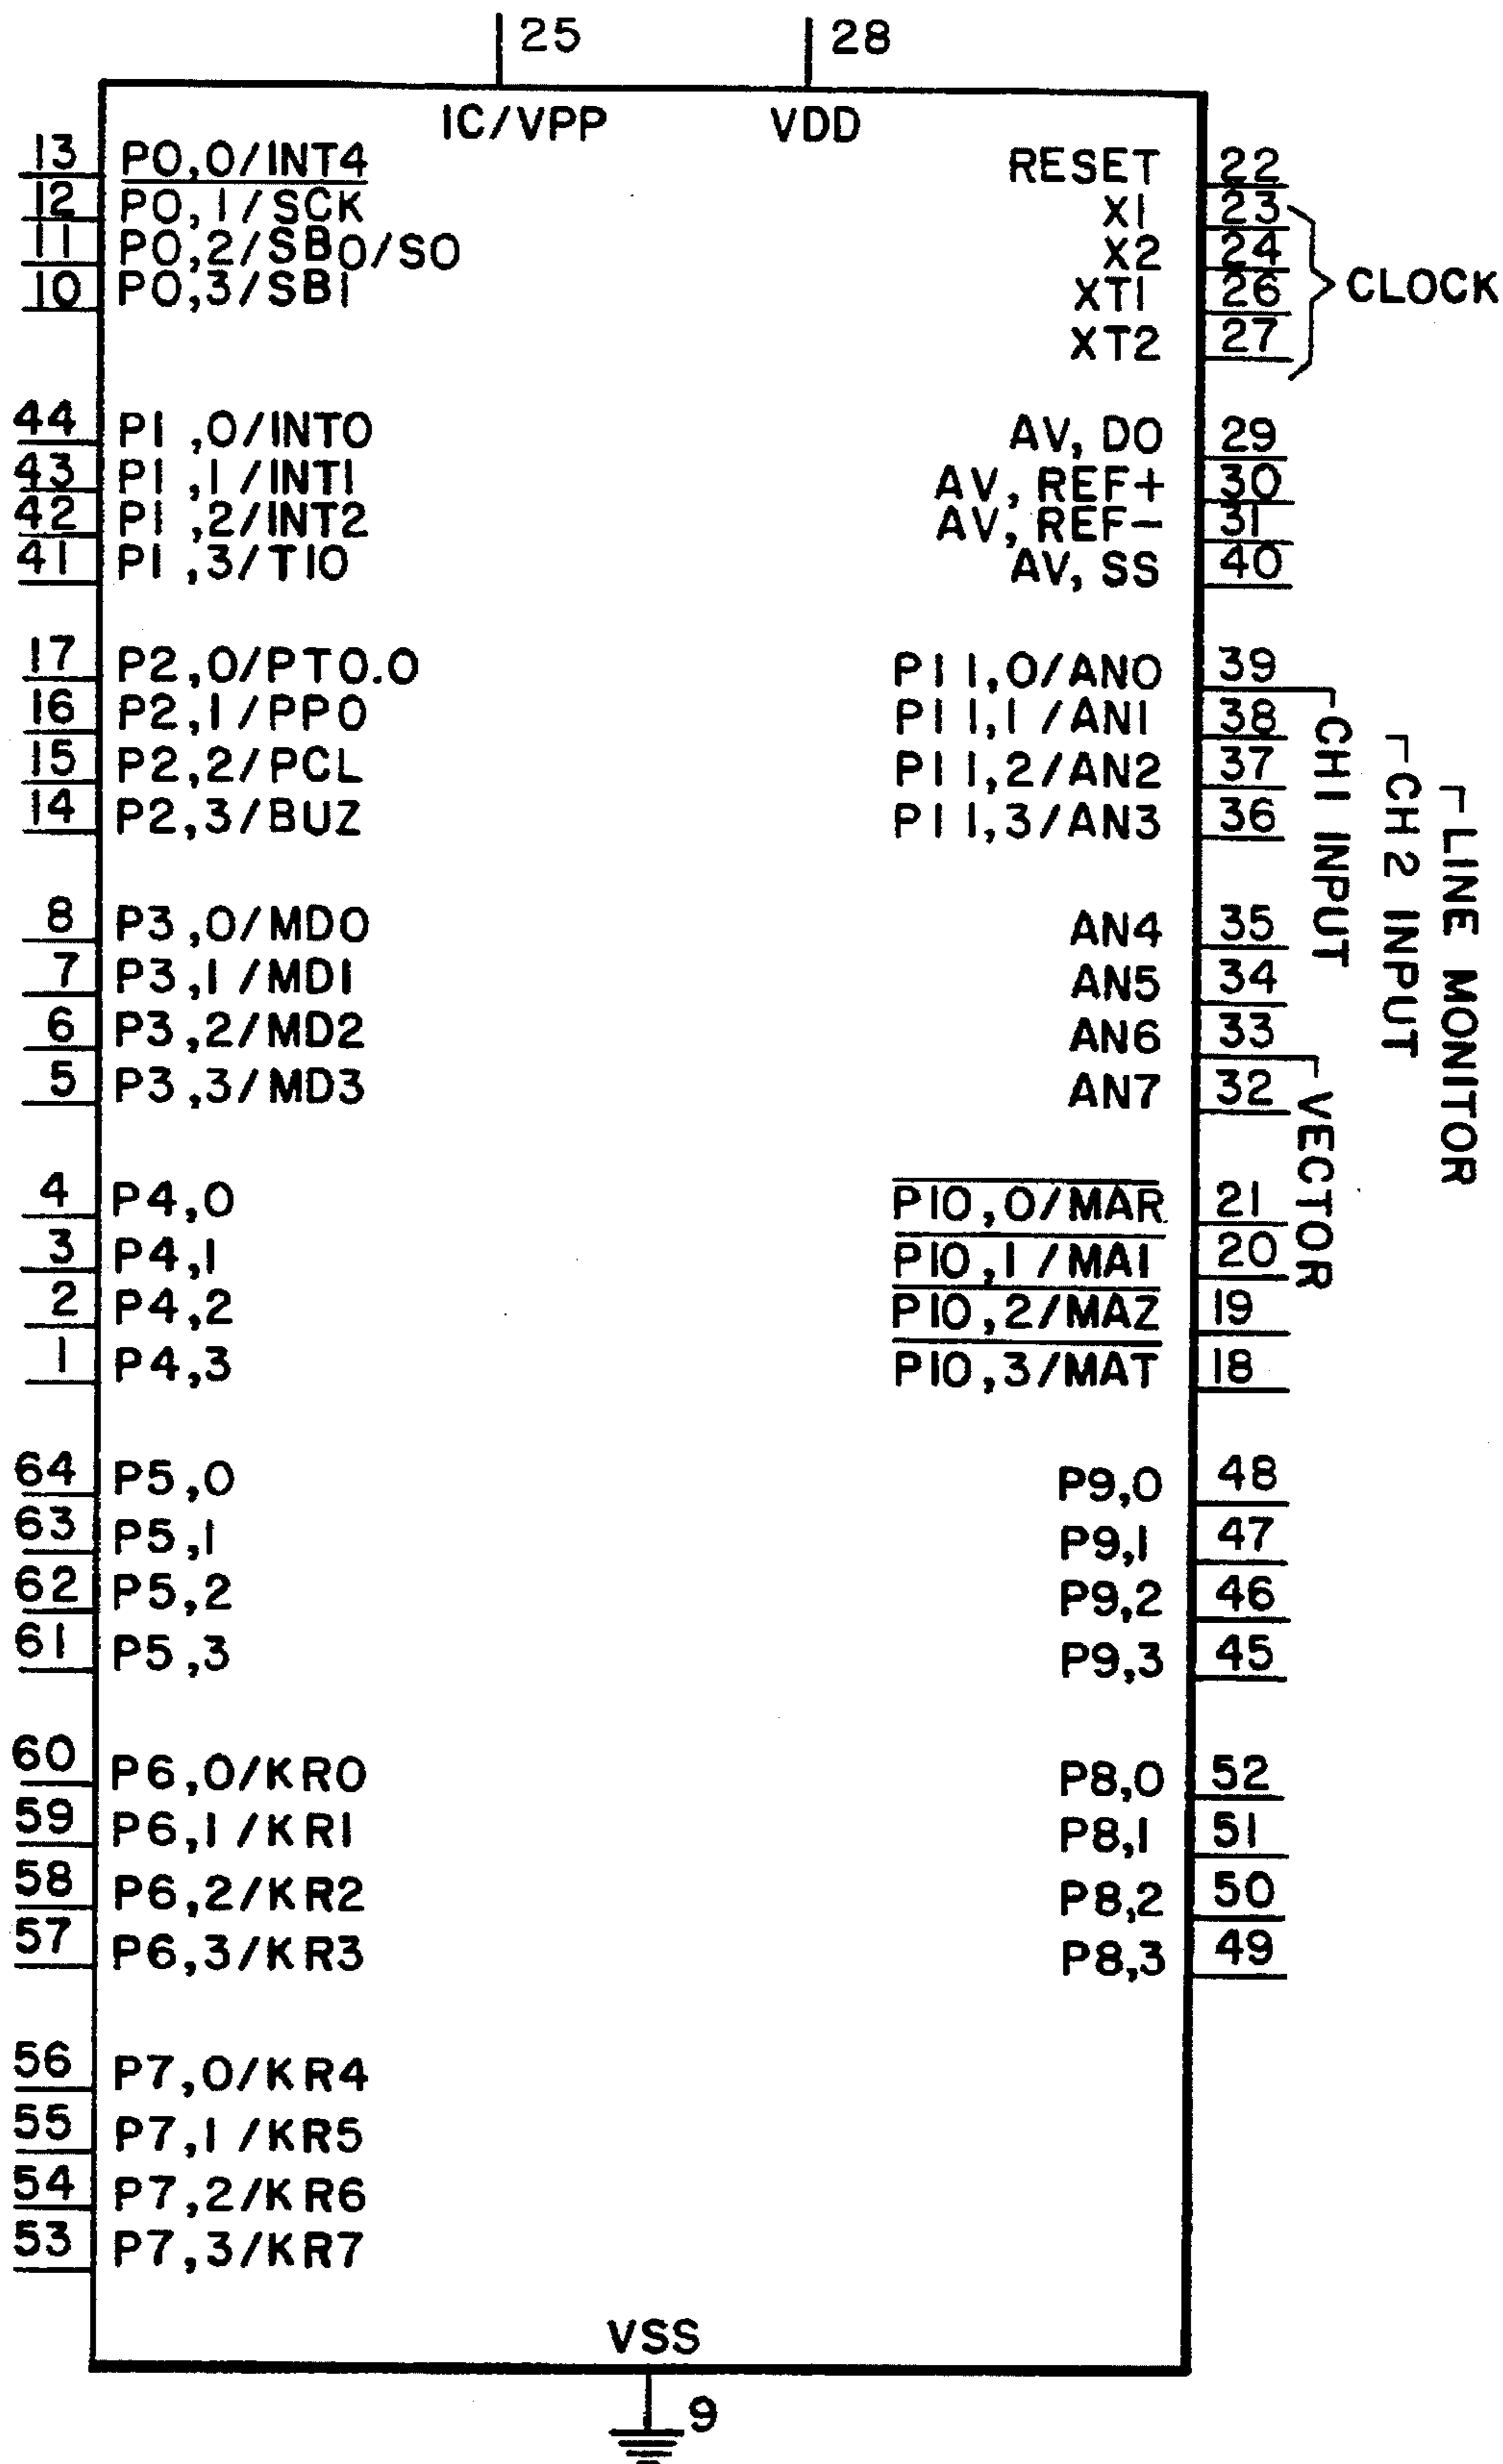 25 28
IC/VPP VDD
13 P0,0/INT4
12 P0,1/SCK
11 P0,2/SB0/SO
10 P0,3/SB1
44 P1,0/INT0
43 P1,1/INT1
42 P1,2/INT2
41 P1,3/TIO
17 P2,0/PTO.0
16 P2,1/PPO
15 P2,2/PCL
14 P2,3/BUZ
8 P3,0/MD0
7 P3,1/MD1
6 P3,2/MD2
5 P3,3/MD3
4 P4,0
3 P4,1
2 P4,2
1 P4,3
64 P5,0
63 P5,1
62 P5,2
61 P5,3
60 P6,0/KR0
59 P6,1/KR1
58 P6,2/KR2
57 P6,3/KR3
56 P7,0/KR4
55 P7,1/KR5
54 P7,2/KR6
53 P7,3/KR7
RESET 22
X1 23
X2 24
XT1 26
XT2 27
CLOCK
AV, DO 29
AV, REF+ 30
AV, REF- 31
AV, SS 40
P11,0/AN0 39
P11,1/AN1 38
P11,2/AN2 37
P11,3/AN3 36
AN4 35
AN5 34
AN6 33
AN7 32
CH1 INPUT
CH2 INPUT
LINE MONITOR
VECTOR
P10,0/MAR 21
P10,1/MAI 20
P10,2/MAZ 19
P10,3/MAT 18
P9,0 48
P9,1 47
P9,2 46
P9,3 45
P8,0 52
P8,1 51
P8,2 50
P8,3 49
VSS
9